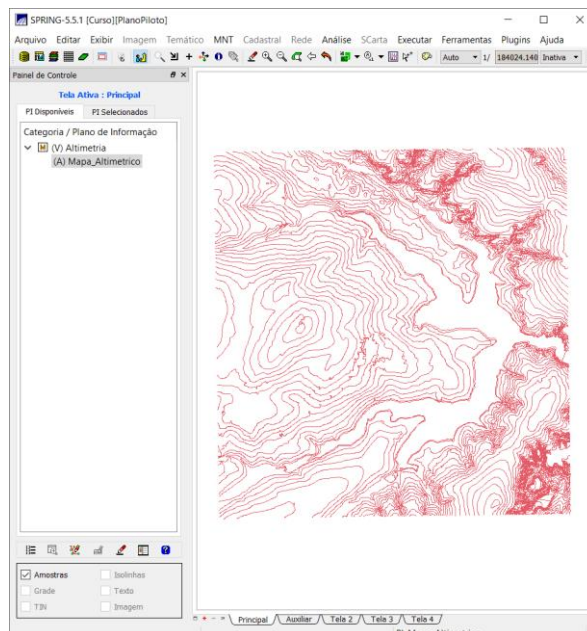 SPRING-5.5.1 [Curso][PlanoPiloto]
Arquivo Editar Exibir Imagem Temático MNT Cadastral Rede Análise SCarta Executar Ferramentas Plugins Ajuda
Auto 1/ 184024.140 Inativa
Painel de Controle
Tela Ativa : Principal
PI Disponíveis PI Selecionados
Categoria / Plano de Informação
M (V) Altimetria
(A) Mapa_Altimetrico
Amostras Isolinhas
Grade Texto
TIN Imagem
Principal Auxiliar Tela 2 Tela 3 Tela 4